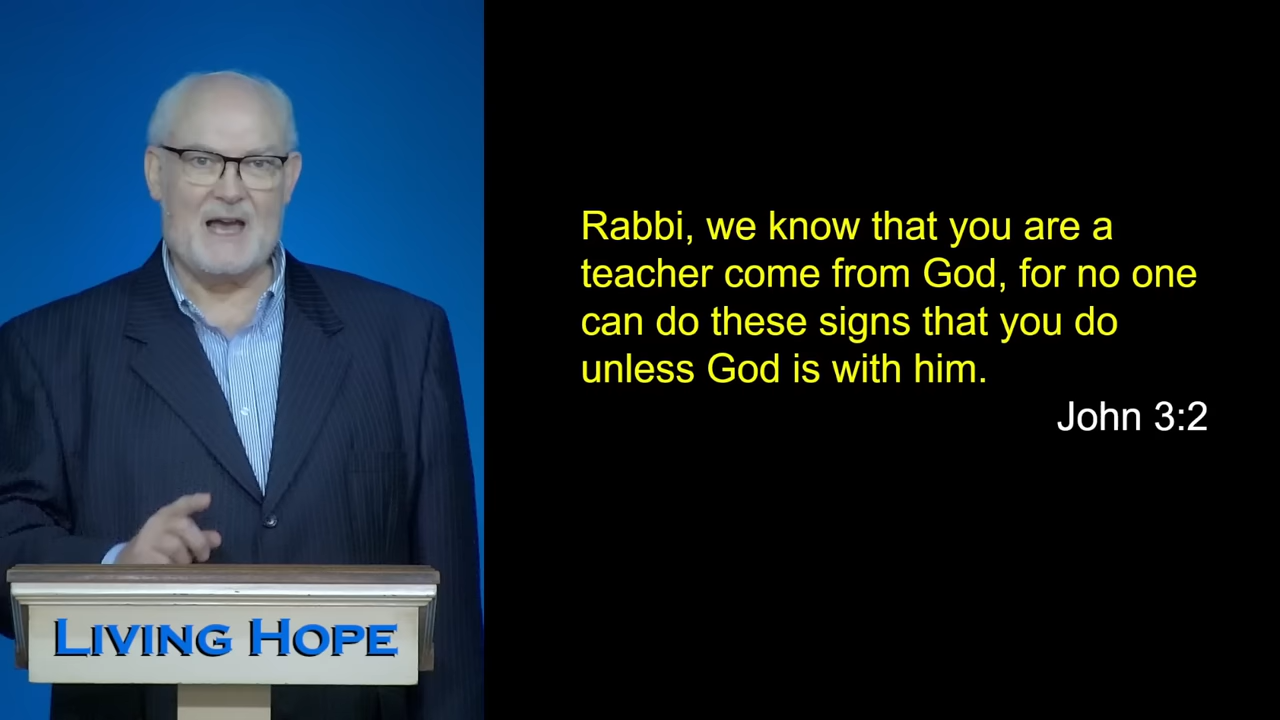 Rabbi, we know that you are a
teacher come from God, for no one
can do these signs that you do
unless God is with him.
John 3:2
LIVING HOPE